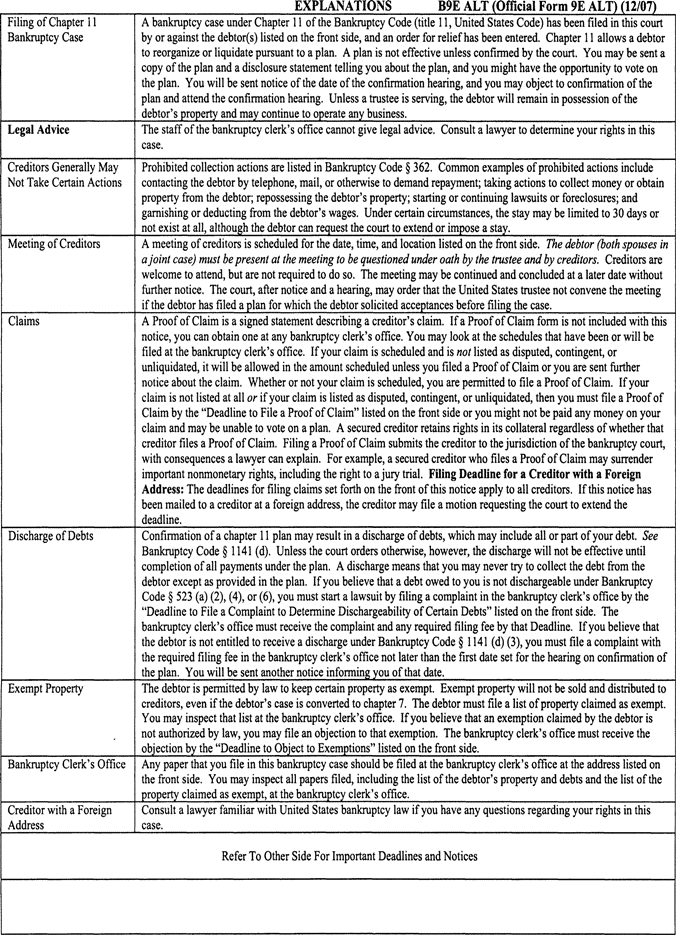 EXPLANATIONS B9E ALT (Official Form 9E ALT) (12/07)
Filing of Chapter 11
Bankruptcy Case
A bankruptcy case under Chapter 11 of the Bankruptcy Code (title 11, United States Code) has been filed in this court
by or against the debtor(s) listed on the front side, and an order for relief has been entered. Chapter 11 allows a debtor
to reorganize or liquidate pursuant to a plan. A plan is not effective unless confirmed by the court. You may be sent a
copy of the plan and a disclosure statement telling you about the plan, and you might have the opportunity to vote on
the plan. You will be sent notice of the date of the confirmation hearing, and you may object to confirmation of the
plan and attend the confirmation hearing. Unless a trustee is serving, the debtor will remain in possession of the
debtor's property and may continue to operate any business.
Legal Advice
The staff of the bankruptcy clerk's office cannot give legal advice. Consult a lawyer to determine your rights in this
case.
Creditors Generally May
Not Take Certain Actions
Prohibited collection actions are listed in Bankruptcy Code § 362. Common examples of prohibited actions include
contacting the debtor by telephone, mail, or otherwise to demand repayment; taking actions to collect money or obtain
property from the debtor; repossessing the debtor's property; starting or continuing lawsuits or foreclosures; and
garnishing or deducting from the debtor's wages. Under certain circumstances, the stay may be limited to 30 days or
not exist at all, although the debtor can request the court to extend or impose a stay.
Meeting of Creditors
A meeting of creditors is scheduled for the date, time, and location listed on the front side. The debtor (both spouses in
a joint case) must be present at the meeting to be questioned under oath by the trustee and by creditors. Creditors are
welcome to attend, but are not required to do so. The meeting may be continued and concluded at a later date without
further notice. The court, after notice and a hearing, may order that the United States trustee not convene the meeting
if the debtor has filed a plan for which the debtor solicited acceptances before filing the case.
Claims
A Proof of Claim is a signed statement describing a creditor's claim. If a Proof of Claim form is not included with this
notice, you can obtain one at any bankruptcy clerk's office. You may look at the schedules that have been or will be
filed at the bankruptcy clerk's office. If your claim is scheduled and is not listed as disputed, contingent, or
unliquidated, it will be allowed in the amount scheduled unless you filed a Proof of Claim or you are sent further
notice about the claim. Whether or not your claim is scheduled, you are permitted to file a Proof of Claim. If your
claim is not listed at all or if your claim is listed as disputed, contingent, or unliquidated, then you must file a Proof of
Claim by the “Deadline to File a Proof of Claim” listed on the front side or you might not be paid any money on your
claim and may be unable to vote on a plan. A secured creditor retains rights in its collateral regardless of whether that
creditor files a Proof of Claim. Filing a Proof of Claim submits the creditor to the jurisdiction of the bankruptcy court,
with consequences a lawyer can explain. For example, a secured creditor who files a Proof of Claim may surrender
important nonmonetary rights, including the right to a jury trial. Filing Deadline for a Creditor with a Foreign
Address: The deadlines for filing claims set forth on the front of this notice apply to all creditors. If this notice has
been mailed to a creditor at a foreign address, the creditor may file a motion requesting the court to extend the
deadline.
Discharge of Debts
Confirmation of a chapter 11 plan may result in a discharge of debts, which may include all or part of your debt. See
Bankruptcy Code § 1141 (d). Unless the court orders otherwise, however, the discharge will not be effective until
completion of all payments under the plan. A discharge means that you may never try to collect the debt from the
debtor except as provided in the plan. If you believe that a debt owed to you is not dischargeable under Bankruptcy
Code § 523 (a) (2), (4), or (6), you must start a lawsuit by filing a complaint in the bankruptcy clerk's office by the
“Deadline to File a Complaint to Determine Dischargeability of Certain Debts” listed on the front side. The
bankruptcy clerk's office must receive the complaint and any required filing fee by that Deadline. If you believe that
the debtor is not entitled to receive a discharge under Bankruptcy Code § 1141 (d) (3), you must file a complaint with
the required filing fee in the bankruptcy clerk's office not later than the first date set for the hearing on confirmation of
the plan. You will be sent another notice informing you of that date.
Exempt Property
The debtor is permitted by law to keep certain property as exempt. Exempt property will not be sold and distributed to
creditors, even if the debtor's case is converted to chapter 7. The debtor must file a list of property claimed as exempt.
You may inspect that list at the bankruptcy clerk's office. If you believe that an exemption claimed by the debtor is
not authorized by law, you may file an objection to that exemption. The bankruptcy clerk's office must receive the
objection by the “Deadline to Object to Exemptions” listed on the front side.
Bankruptcy Clerk's Office
Any paper that you file in this bankruptcy case should be filed at the bankruptcy clerk's office at the address listed on
the front side. You may inspect all papers filed, including the list of the debtor's property and debts and the list of the
property claimed as exempt, at the bankruptcy clerk's office.
Creditor with a Foreign
Address
Consult a lawyer familiar with United States bankruptcy law if you have any questions regarding your rights in this
case.
Refer To Other Side For Important Deadlines and Notices